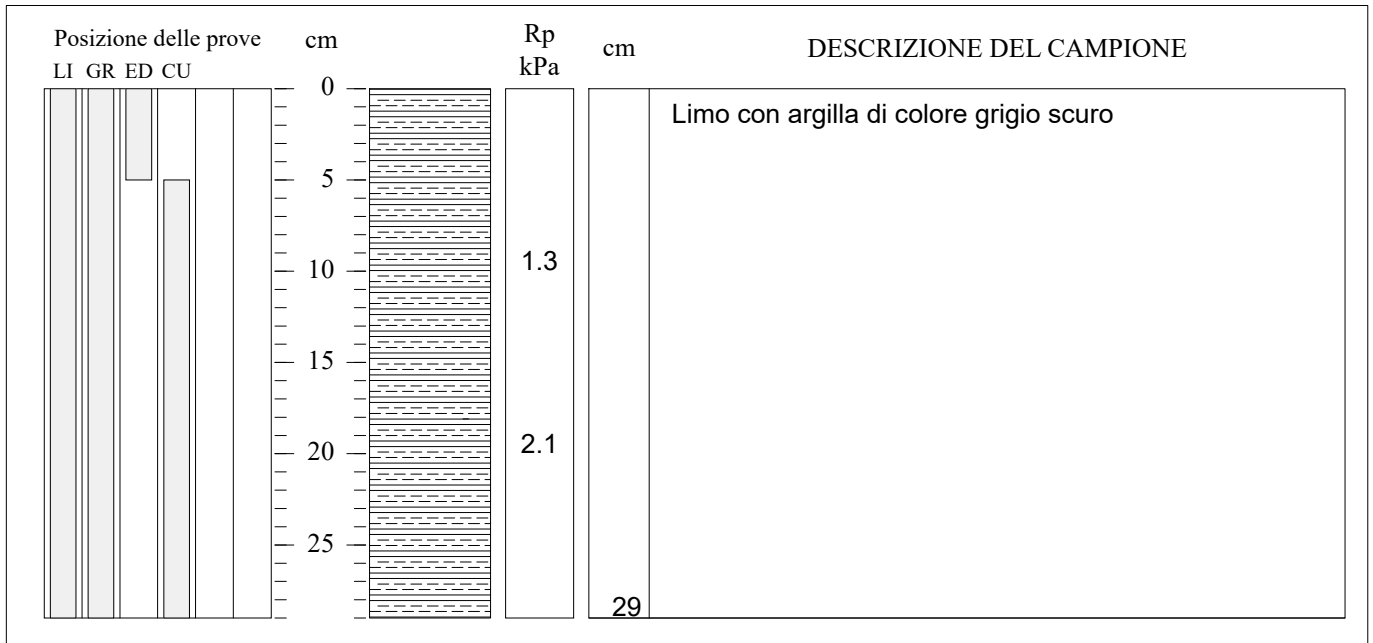 Posizione delle prove cm Rp kPa cm DESCRIZIONE DEL CAMPIONE
LI GR ED CU
0
Limo con argilla di colore grigio scuro
5
10 1.3
15
20 2.1
25
29